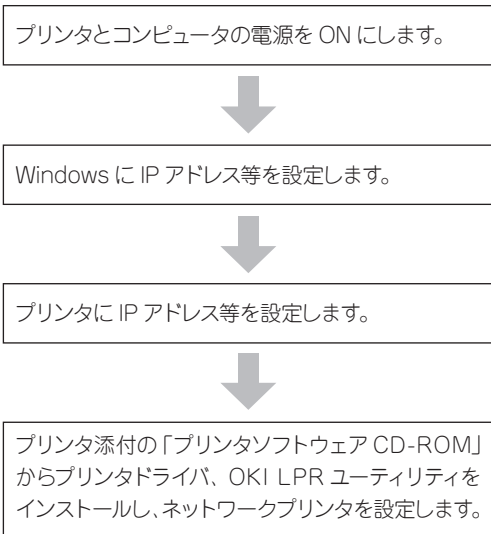 プリンタとコンピュータの電源を ON にします。
Windows に IP アドレス等を設定します。
プリンタに IP アドレス等を設定します。
プリンタ添付の「プリンタソフトウェア CD-ROM」
からプリンタドライバ、OKI LPR ユーティリティを
インストールし、ネットワークプリンタを設定します。